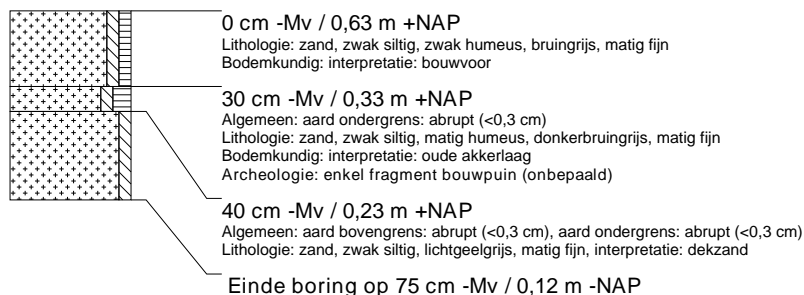 0 cm -Mv / 0,63 m +NAP
Lithologie: zand, zwak siltig, zwak humeus, bruingrijs, matig fijn
Bodemkundig: interpretatie: bouwvoor
30 cm -Mv / 0,33 m +NAP
Algemeen: aard ondergrens: abrupt (<0,3 cm)
Lithologie: zand, zwak siltig, matig humeus, donkerbruingrijs, matig fijn
Bodemkundig: interpretatie: oude akkerlaag
Archeologie: enkel fragment bouwpuin (onbepaald)
40 cm -Mv / 0,23 m +NAP
Algemeen: aard bovengrens: abrupt (<0,3 cm), aard ondergrens: abrupt (<0,3 cm)
Lithologie: zand, zwak siltig, lichtgeelgrijs, matig fijn, interpretatie: dekzand
Einde boring op 75 cm -Mv / 0,12 m -NAP